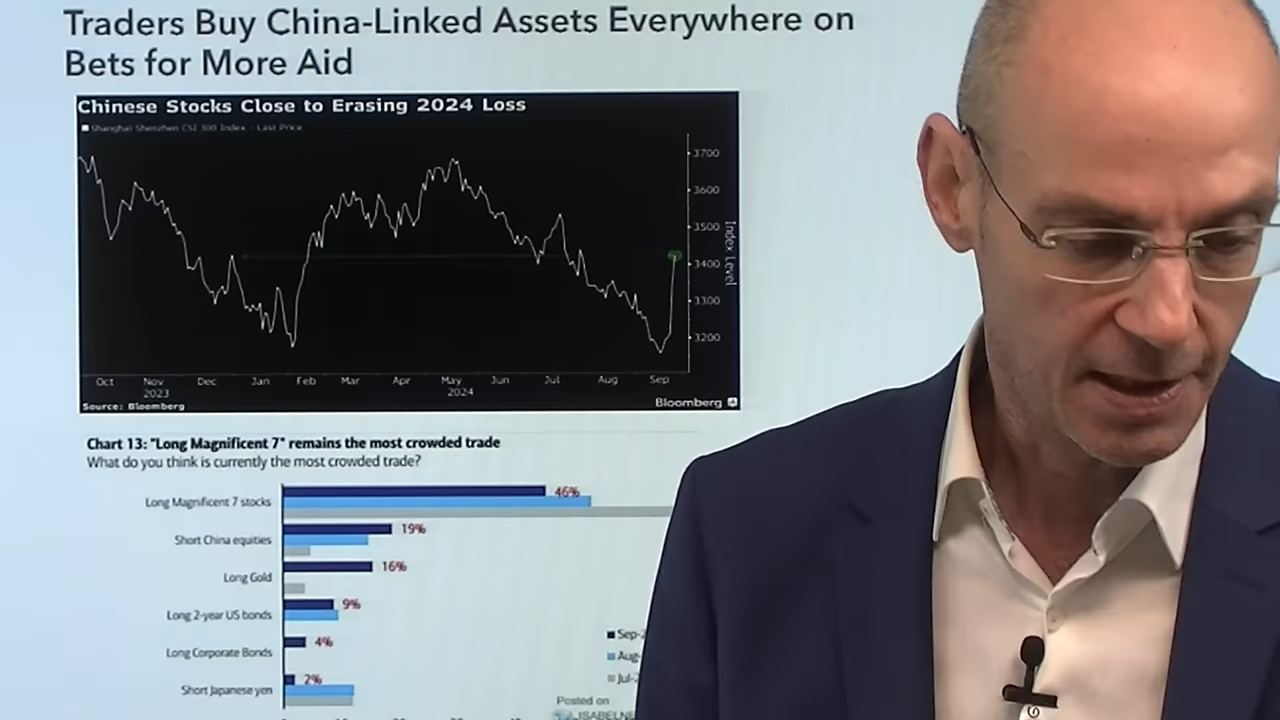 Traders Buy China-Linked Assets Everywhere on
Bets for More Aid
Chinese Stocks Close to Erasing 2024 Loss
Shanghai Shenzhen CSI 300 Index - Last Price
3700
3600
3500
3400
3300
3200
Index Level
Oct Nov Dec Jan Feb Mar Apr May Jun Jul Aug Sep
2023 2024
Source: Bloomberg
Bloomberg
Chart 13: "Long Magnificent 7" remains the most crowded trade
What do you think is currently the most crowded trade?
Long Magnificent 7 stocks 46%
Short China equities 19%
Long Gold 16%
Long 2-year US bonds 9%
Long Corporate Bonds 4%
Short Japanese yen 2%
Sep-2
Aug-
Jul-2
Posted on